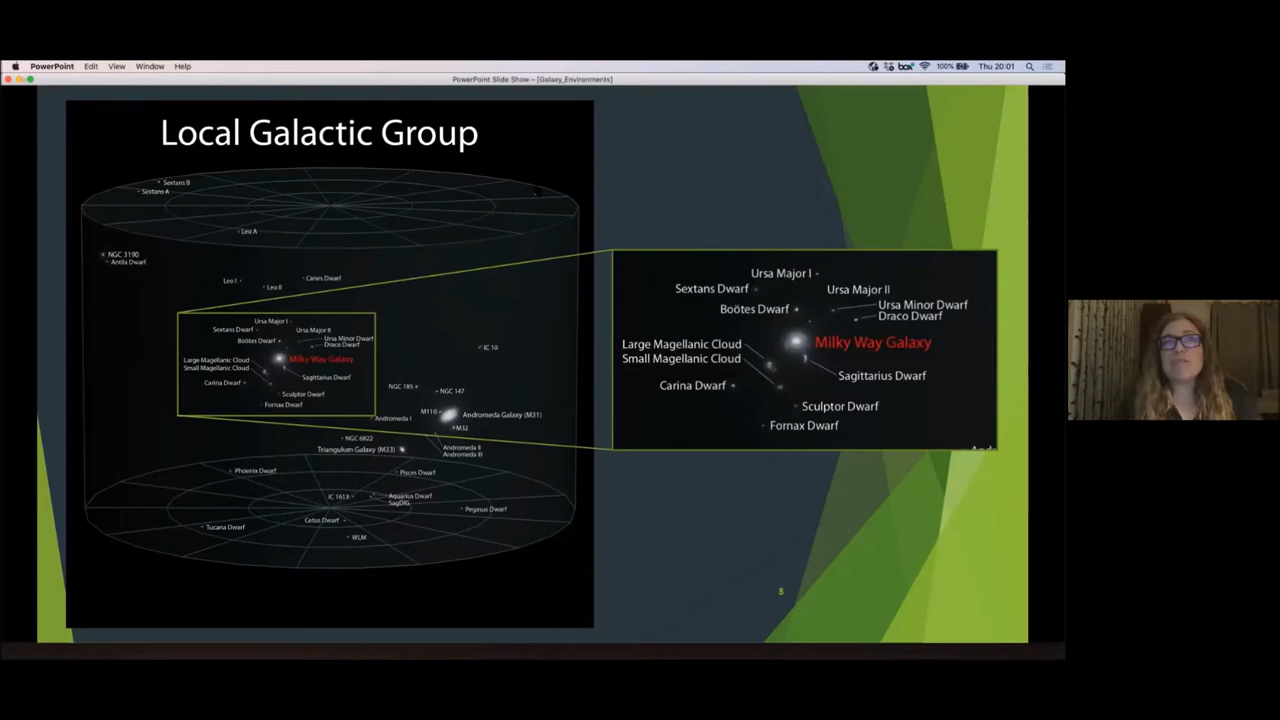 PowerPoint Edit View Window Help
box 100% Thu 20:01
PowerPoint Slide Show – [Galaxy_Environments]
Local Galactic Group
Sextans B
Sextans A
Leo A
NGC 3190
Antila Dwarf
Leo I
Leo II
Canes Dwarf
Ursa Major I
Sextans Dwarf
Ursa Major II
Boötes Dwarf
Ursa Minor Dwarf
Draco Dwarf
Large Magellanic Cloud
Small Magellanic Cloud
Milky Way Galaxy
Carina Dwarf
Sagittarius Dwarf
Sculptor Dwarf
Fornax Dwarf
IC 10
NGC 185
NGC 147
M110
Andromeda Galaxy (M31)
Andromeda I
M32
NGC 6822
Triangulum Galaxy (M33)
Andromeda II
Andromeda III
Phoenix Dwarf
Pisces Dwarf
IC 1613
Aquarius Dwarf
SagDIG
Cetus Dwarf
Pegasus Dwarf
Tucana Dwarf
WLM
Ursa Major I
Sextans Dwarf
Ursa Major II
Boötes Dwarf
Ursa Minor Dwarf
Draco Dwarf
Large Magellanic Cloud
Milky Way Galaxy
Small Magellanic Cloud
Carina Dwarf
Sagittarius Dwarf
Sculptor Dwarf
Fornax Dwarf
8